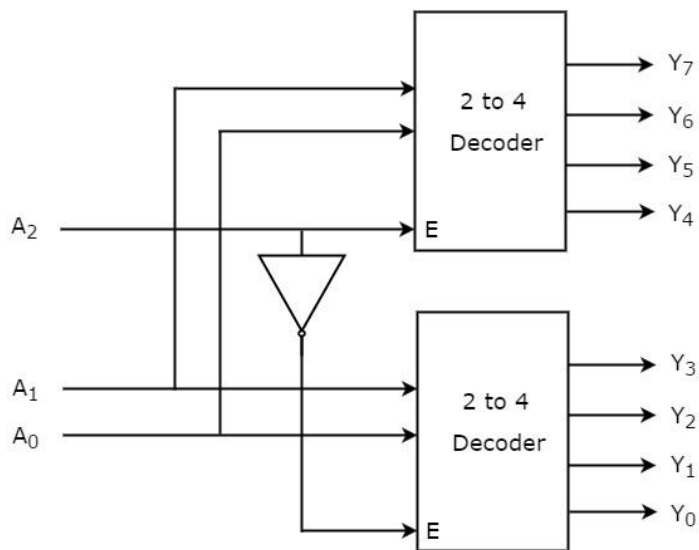 Y₇
2 to 4
Decoder
Y₆
Y₅
Y₄
A₂
E
Y₃
A₁
2 to 4
Decoder
Y₂
A₀
Y₁
Y₀
E